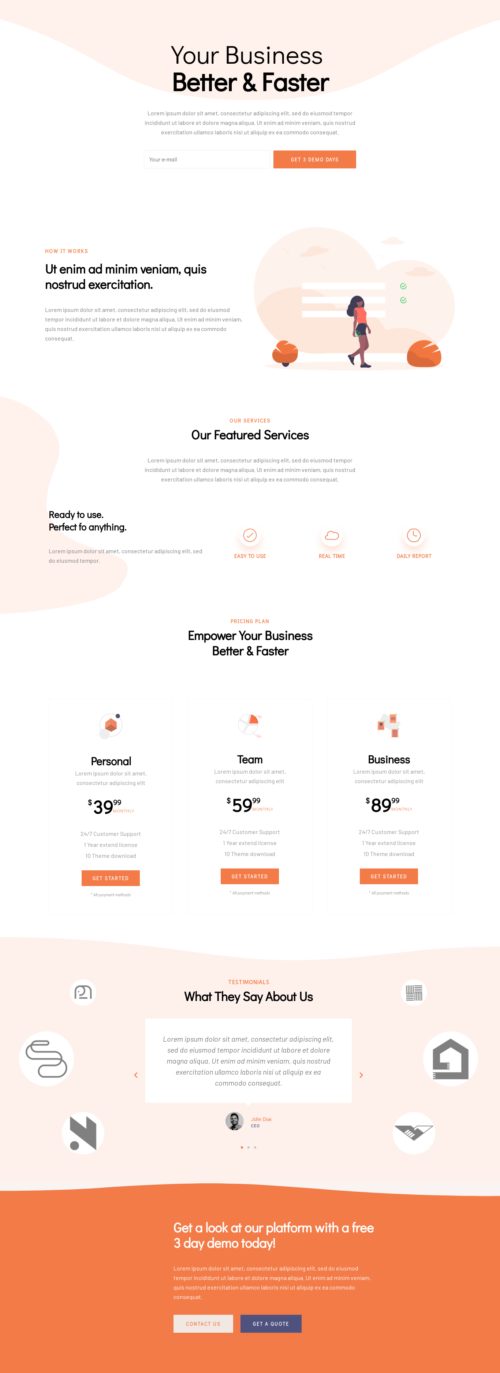 Your Business
Better & Faster
Lorem ipsum dolor sit amet, consectetur adipiscing elit, sed do eiusmod tempor
incididunt ut labore et dolore magna aliqua. Ut enim ad minim veniam, quis nostrud
exercitation ullamco laboris nisi ut aliquip ex ea commodo consequat.
Your e-mail
GET 3 DEMO DAYS
HOW IT WORKS
Ut enim ad minim veniam, quis
nostrud exercitation.
Lorem ipsum dolor sit amet, consectetur adipiscing elit, sed do eiusmod
tempor incididunt ut labore et dolore magna aliqua. Ut enim ad minim veniam,
quis nostrud exercitation ullamco laboris nisi ut aliquip ex ea commodo
consequat.
OUR SERVICES
Our Featured Services
Lorem ipsum dolor sit amet, consectetur adipiscing elit, sed do eiusmod tempor
incididunt ut labore et dolore magna aliqua. Ut enim ad minim veniam, quis nostrud
exercitation ullamco laboris nisi ut aliquip ex ea commodo consequat.
Ready to use.
Perfect fo anything.
Lorem ipsum dolor sit amet, consectetur adipiscing elit, sed
do eiusmod tempor.
EASY TO USE
REAL TIME
DAILY REPORT
PRICING PLAN
Empower Your Business
Better & Faster
Personal
Lorem ipsum dolor sit amet,
consectetur adipiscing elit
$39.99 MONTHLY
24/7 Customer Support
1 Year extend license
10 Theme download
GET STARTED
* All payment methods
Team
Lorem ipsum dolor sit amet,
consectetur adipiscing elit
$59.99 MONTHLY
24/7 Customer Support
1 Year extend license
10 Theme download
GET STARTED
* All payment methods
Business
Lorem ipsum dolor sit amet,
consectetur adipiscing elit
$89.99 MONTHLY
24/7 Customer Support
1 Year extend license
10 Theme download
GET STARTED
* All payment methods
TESTIMONIALS
What They Say About Us
Lorem ipsum dolor sit amet, consectetur adipiscing elit,
sed do eiusmod tempor incididunt ut labore et dolore
magna aliqua. Ut enim ad minim veniam, quis nostrud
exercitation ullamco laboris nisi ut aliquip ex ea
commodo consequat.
John Doe
CEO
Get a look at our platform with a free
3 day demo today!
Lorem ipsum dolor sit amet, consectetur adipiscing elit, sed do eiusmod
tempor incididunt ut labore et dolore magna aliqua. Ut enim ad minim veniam,
quis nostrud exercitation ullamco laboris nisi ut aliquip ex ea commodo
consequat.
CONTACT US
GET A QUOTE